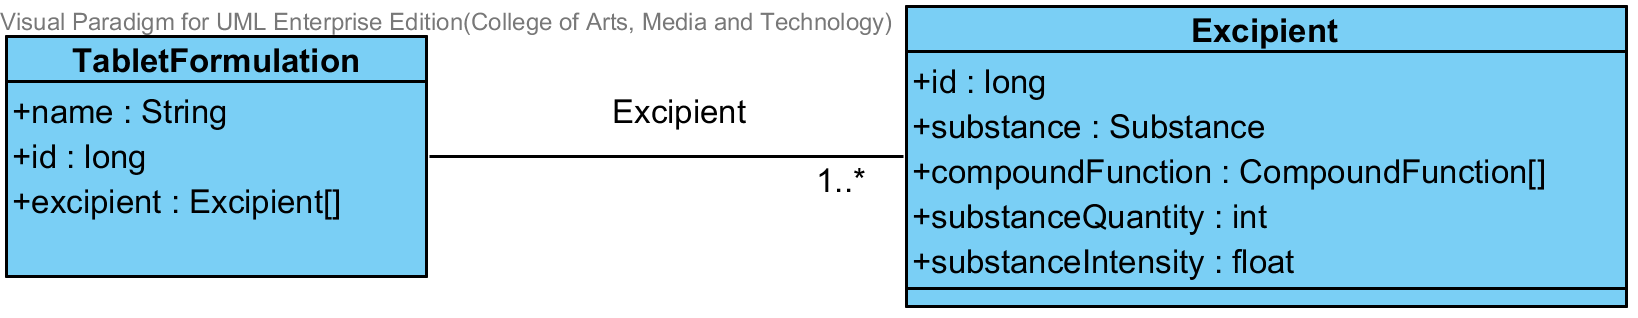 Visual Paradigm for UML Enterprise Edition(College of Arts, Media and Technology)
TabletFormulation
+name : String
+id : long
+excipient : Excipient[]
Excipient
1..*
Excipient
+id : long
+substance : Substance
+compoundFunction : CompoundFunction[]
+substanceQuantity : int
+substanceIntensity : float